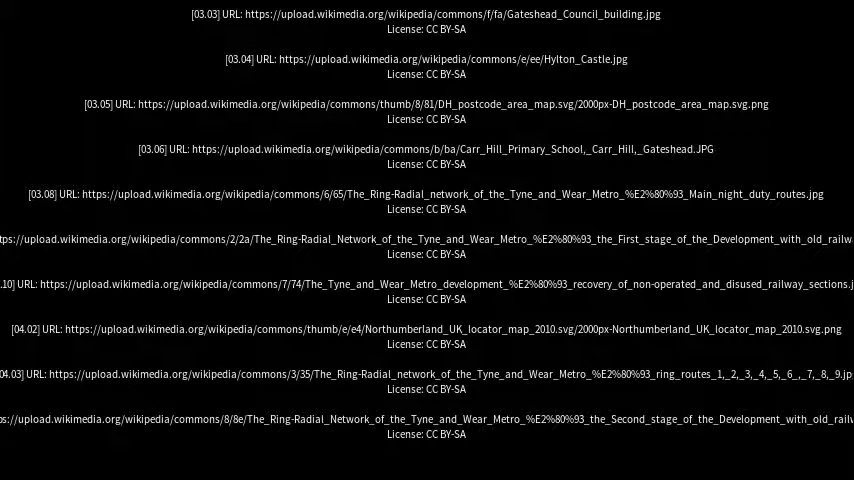 [03.03] URL: https://upload.wikimedia.org/wikipedia/commons/f/fa/Gateshead_Council_building.jpg
License: CC BY-SA
[03.04] URL: https://upload.wikimedia.org/wikipedia/commons/e/ee/Hylton_Castle.jpg
License: CC BY-SA
[03.05] URL: https://upload.wikimedia.org/wikipedia/commons/thumb/8/81/DH_postcode_area_map.svg/2000px-DH_postcode_area_map.svg.png
License: CC BY-SA
[03.06] URL: https://upload.wikimedia.org/wikipedia/commons/b/ba/Carr_Hill_Primary_School,_Carr_Hill,_Gateshead.JPG
License: CC BY-SA
[03.08] URL: https://upload.wikimedia.org/wikipedia/commons/6/65/The_Ring-Radial_network_of_the_Tyne_and_Wear_Metro_%E2%80%93_Main_night_duty_routes.jpg
License: CC BY-SA
tps://upload.wikimedia.org/wikipedia/commons/2/2a/The_Ring-Radial_Network_of_the_Tyne_and_Wear_Metro_%E2%80%93_the_First_stage_of_the_Development_with_old_railw
License: CC BY-SA
.10] URL: https://upload.wikimedia.org/wikipedia/commons/7/74/The_Tyne_and_Wear_Metro_development_%E2%80%93_recovery_of_non-operated_and_disused_railway_sections.j
License: CC BY-SA
[04.02] URL: https://upload.wikimedia.org/wikipedia/commons/thumb/e/e4/Northumberland_UK_locator_map_2010.svg/2000px-Northumberland_UK_locator_map_2010.svg.png
License: CC BY-SA
04.03] URL: https://upload.wikimedia.org/wikipedia/commons/3/35/The_Ring-Radial_network_of_the_Tyne_and_Wear_Metro_%E2%80%93_ring_routes_1,_2,_3,_4,_5,_6_,_7,_8,_9.jp
License: CC BY-SA
ps://upload.wikimedia.org/wikipedia/commons/8/8e/The_Ring-Radial_Network_of_the_Tyne_and_Wear_Metro_%E2%80%93_the_Second_stage_of_the_Development_with_old_rail
License: CC BY-SA